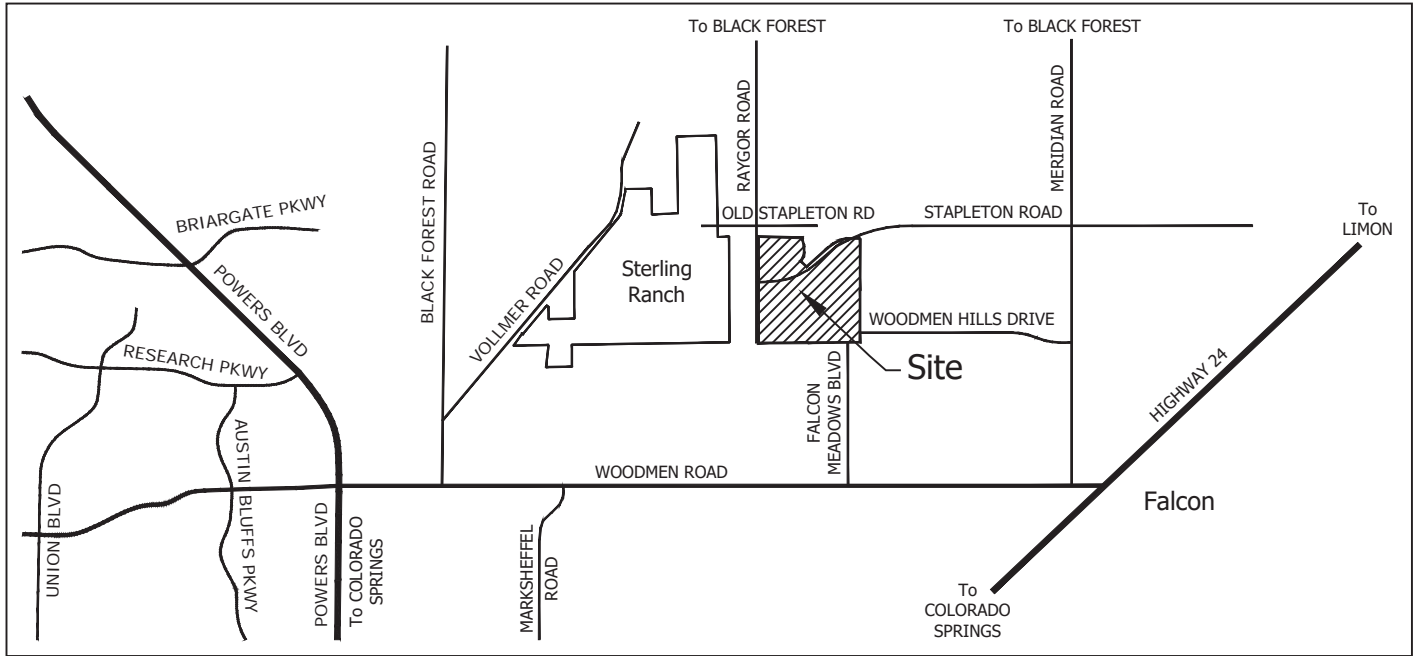 To BLACK FOREST
To BLACK FOREST
RAYGOR ROAD
MERIDIAN ROAD
BLACK FOREST ROAD
BRIARGATE PKWY
OLD STAPLETON RD
STAPLETON ROAD
To
LIMON
POWERS BLVD
VOLLMER ROAD
Sterling
Ranch
WOODMEN HILLS DRIVE
RESEARCH PKWY
Site
HIGHWAY 24
FALCON
MEADOWS BLVD
AUSTIN BLUFFS PKWY
WOODMEN ROAD
Falcon
UNION BLVD
POWERS BLVD
To COLORADO
SPRINGS
MARKSHEFFEL
ROAD
To
COLORADO
SPRINGS